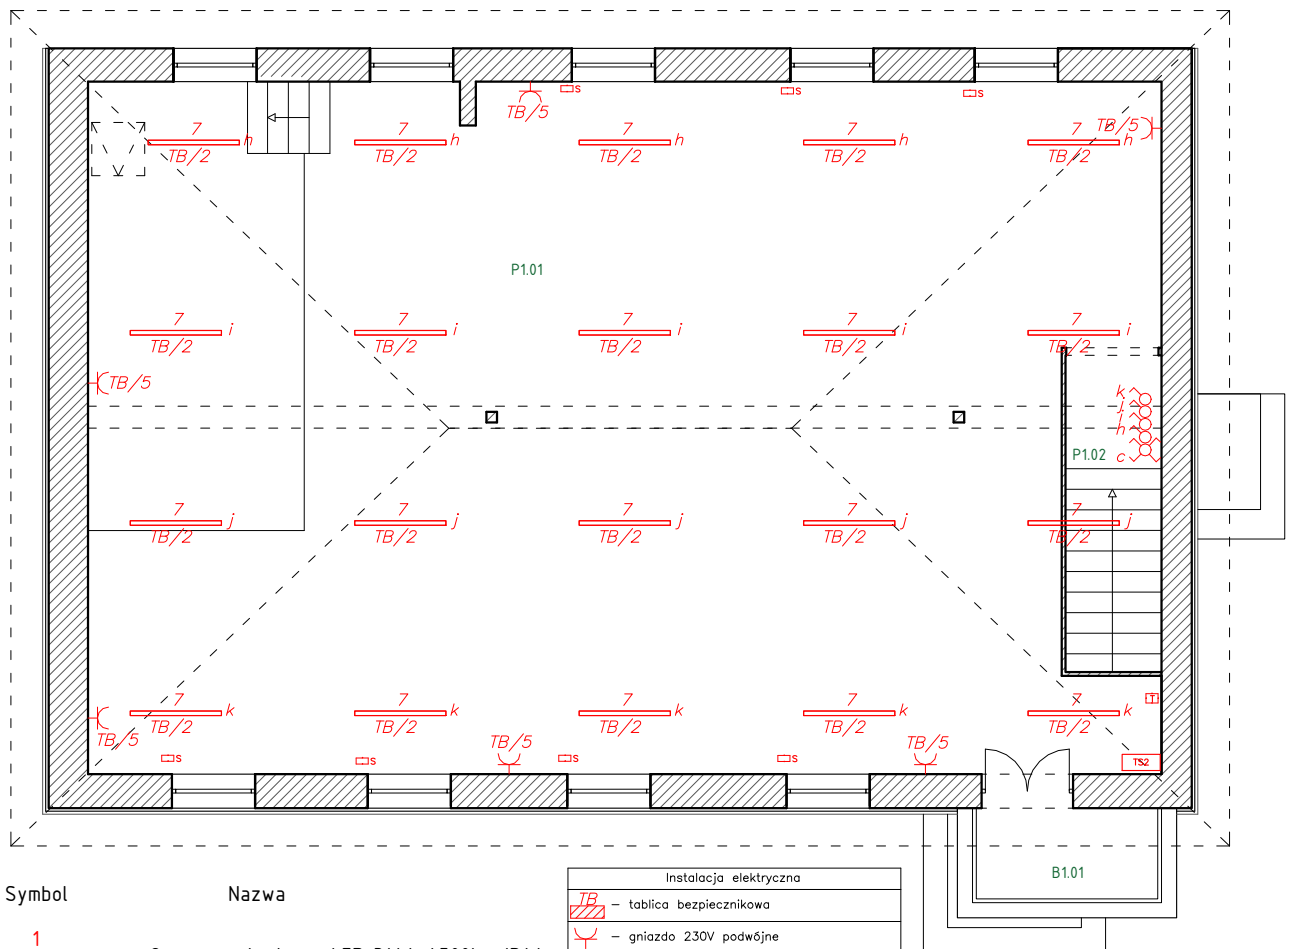 s
s
s
TB/5
TB/5
7
h
TB/2
7
h
TB/2
7
h
TB/2
7
h
TB/2
7
h
TB/2
P1.01
7
i
TB/2
7
i
TB/2
7
i
TB/2
7
i
TB/2
7
i
TB/2
TB/5
k
j
i
h
c
P1.02
7
j
TB/2
7
j
TB/2
7
j
TB/2
7
j
TB/2
7
j
TB/2
7
k
TB/2
7
k
TB/2
7
k
TB/2
7
k
TB/2
7
k
TB/2
T
TB/5
TB/5
TB/5
s
s
s
s
TS2
B1.01
Symbol
Nazwa
1
Instalacja elektryczna
TB
– tablica bezpiecznikowa
– gniazdo 230V podwójne